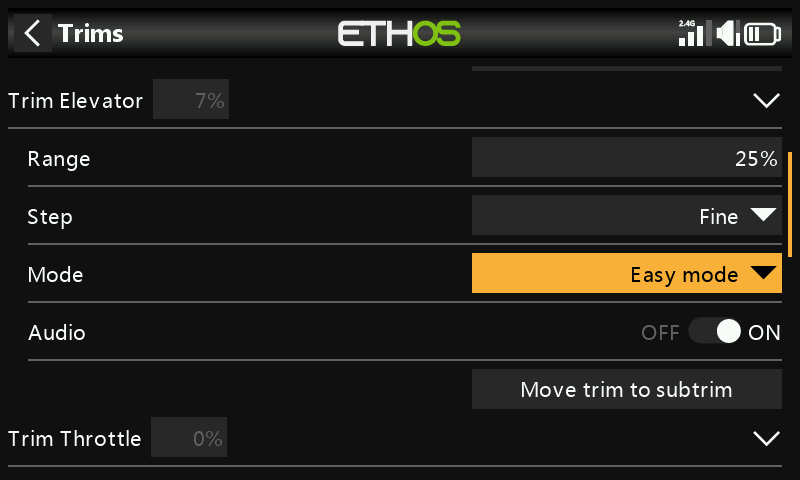 Trims ETHOS 2.4G
Trim Elevator 7%
Range 25%
Step Fine
Mode Easy mode
Audio OFF ON
Move trim to subtrim
Trim Throttle 0%